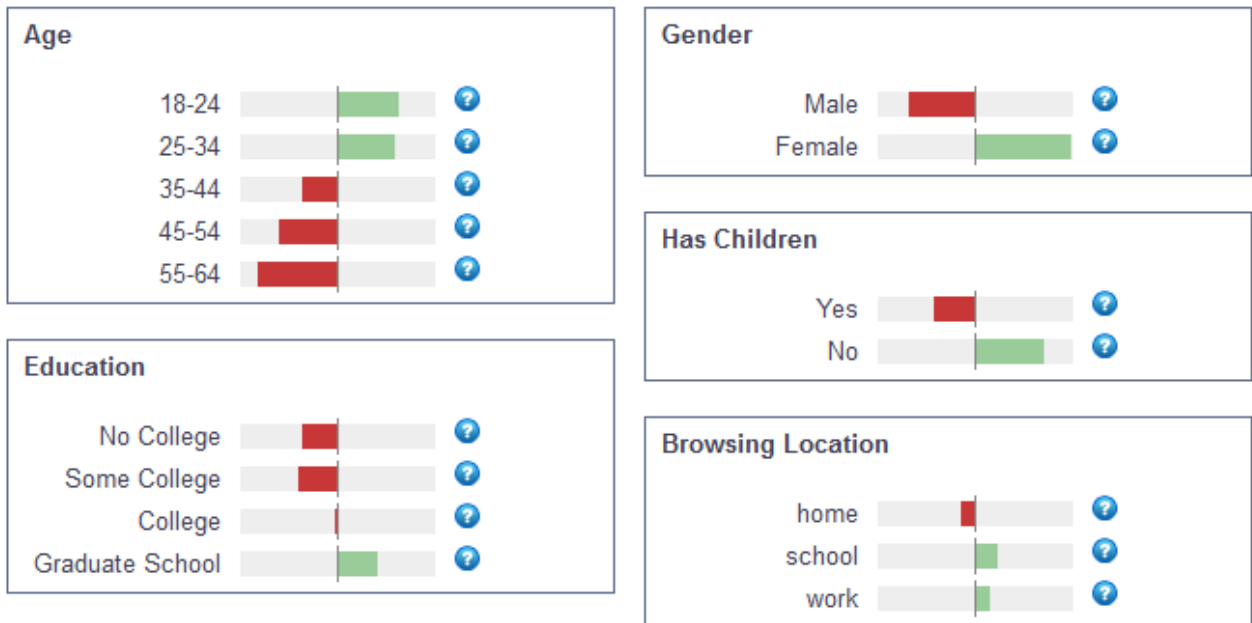 Age
18-24
25-34
35-44
45-54
55-64
Education
No College
Some College
College
Graduate School
Gender
Male
Female
Has Children
Yes
No
Browsing Location
home
school
work